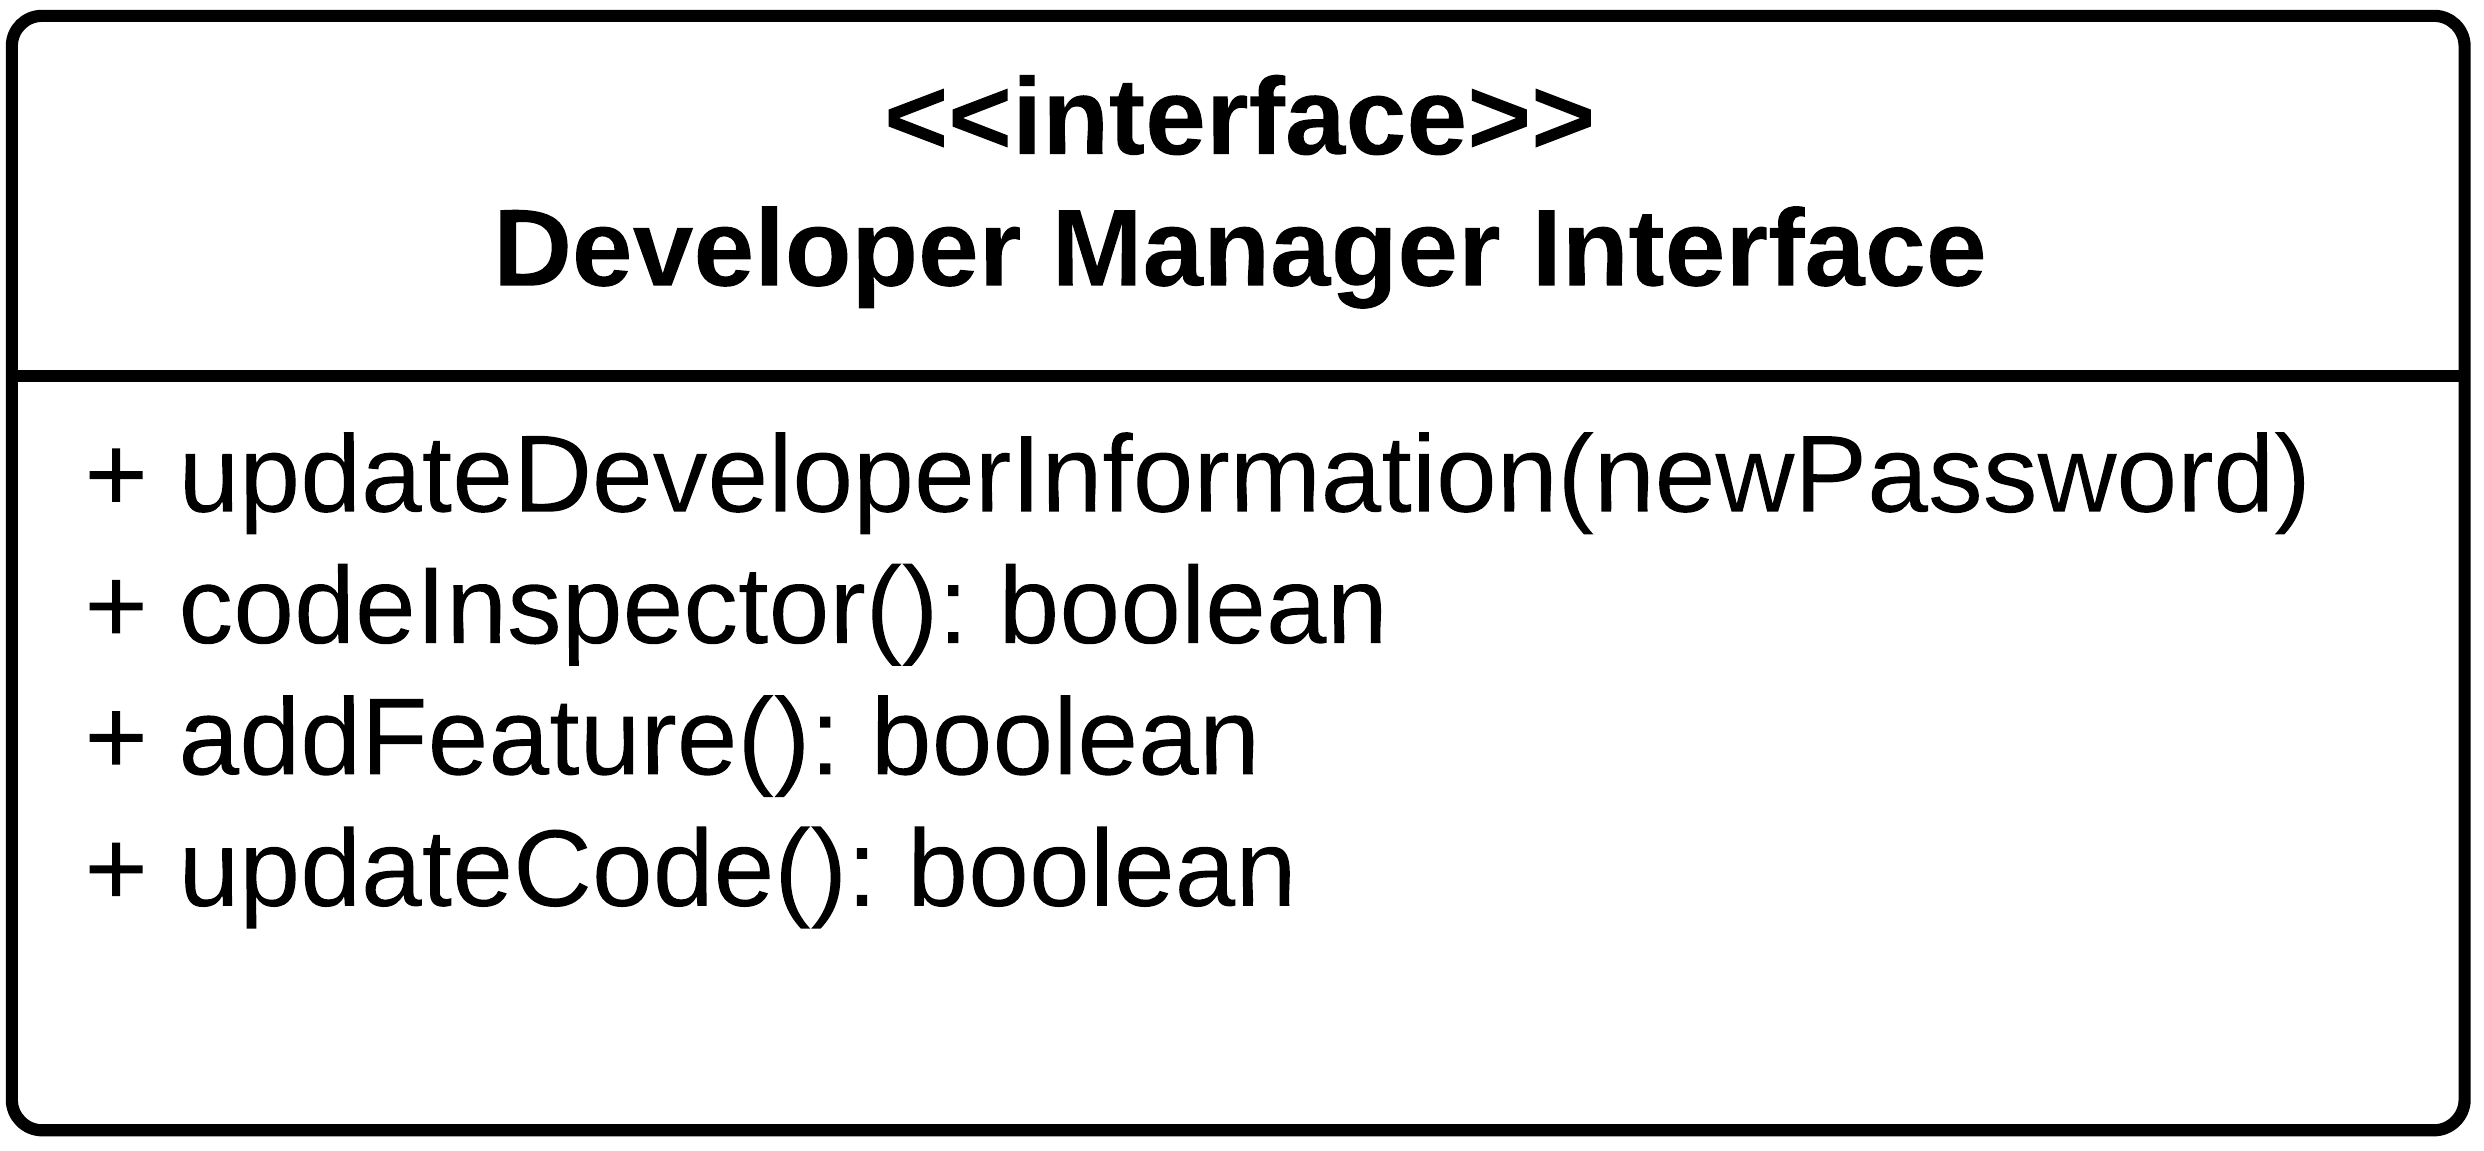 <<interface>>
Developer Manager Interface
+ updateDeveloperInformation(newPassword)
+ codeInspector(): boolean
+ addFeature(): boolean
+ updateCode(): boolean